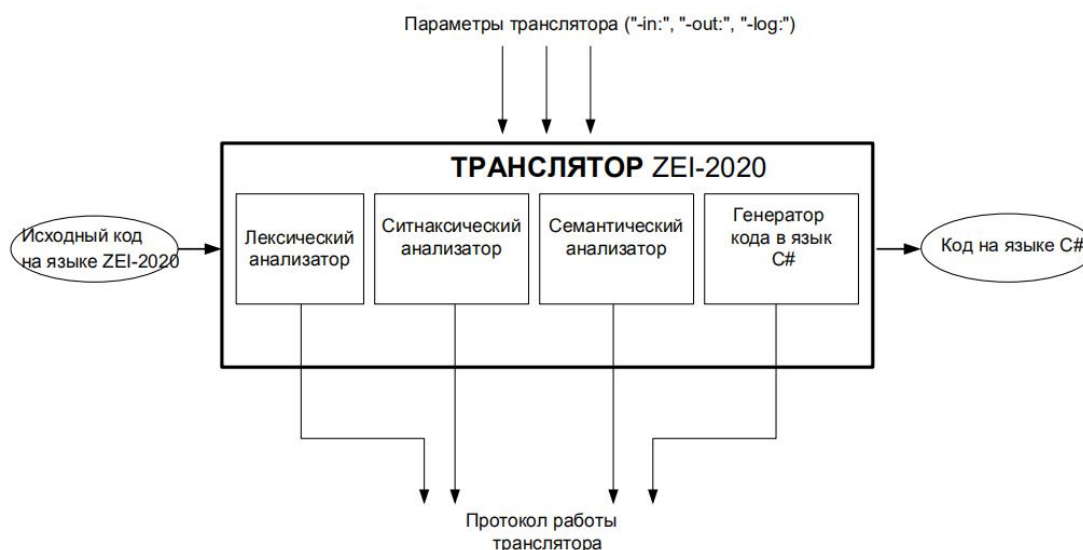 Параметры транслятора ("-in:", "-out:", "-log:")
ТРАНСЛЯТОР ZEI-2020
Исходный код
на языке ZEI-2020
Лексический
анализатор
Ситнаксический
анализатор
Семантический
анализатор
Генератор
кода в язык
C#
Код на языке C#
Протокол работы
транслятора